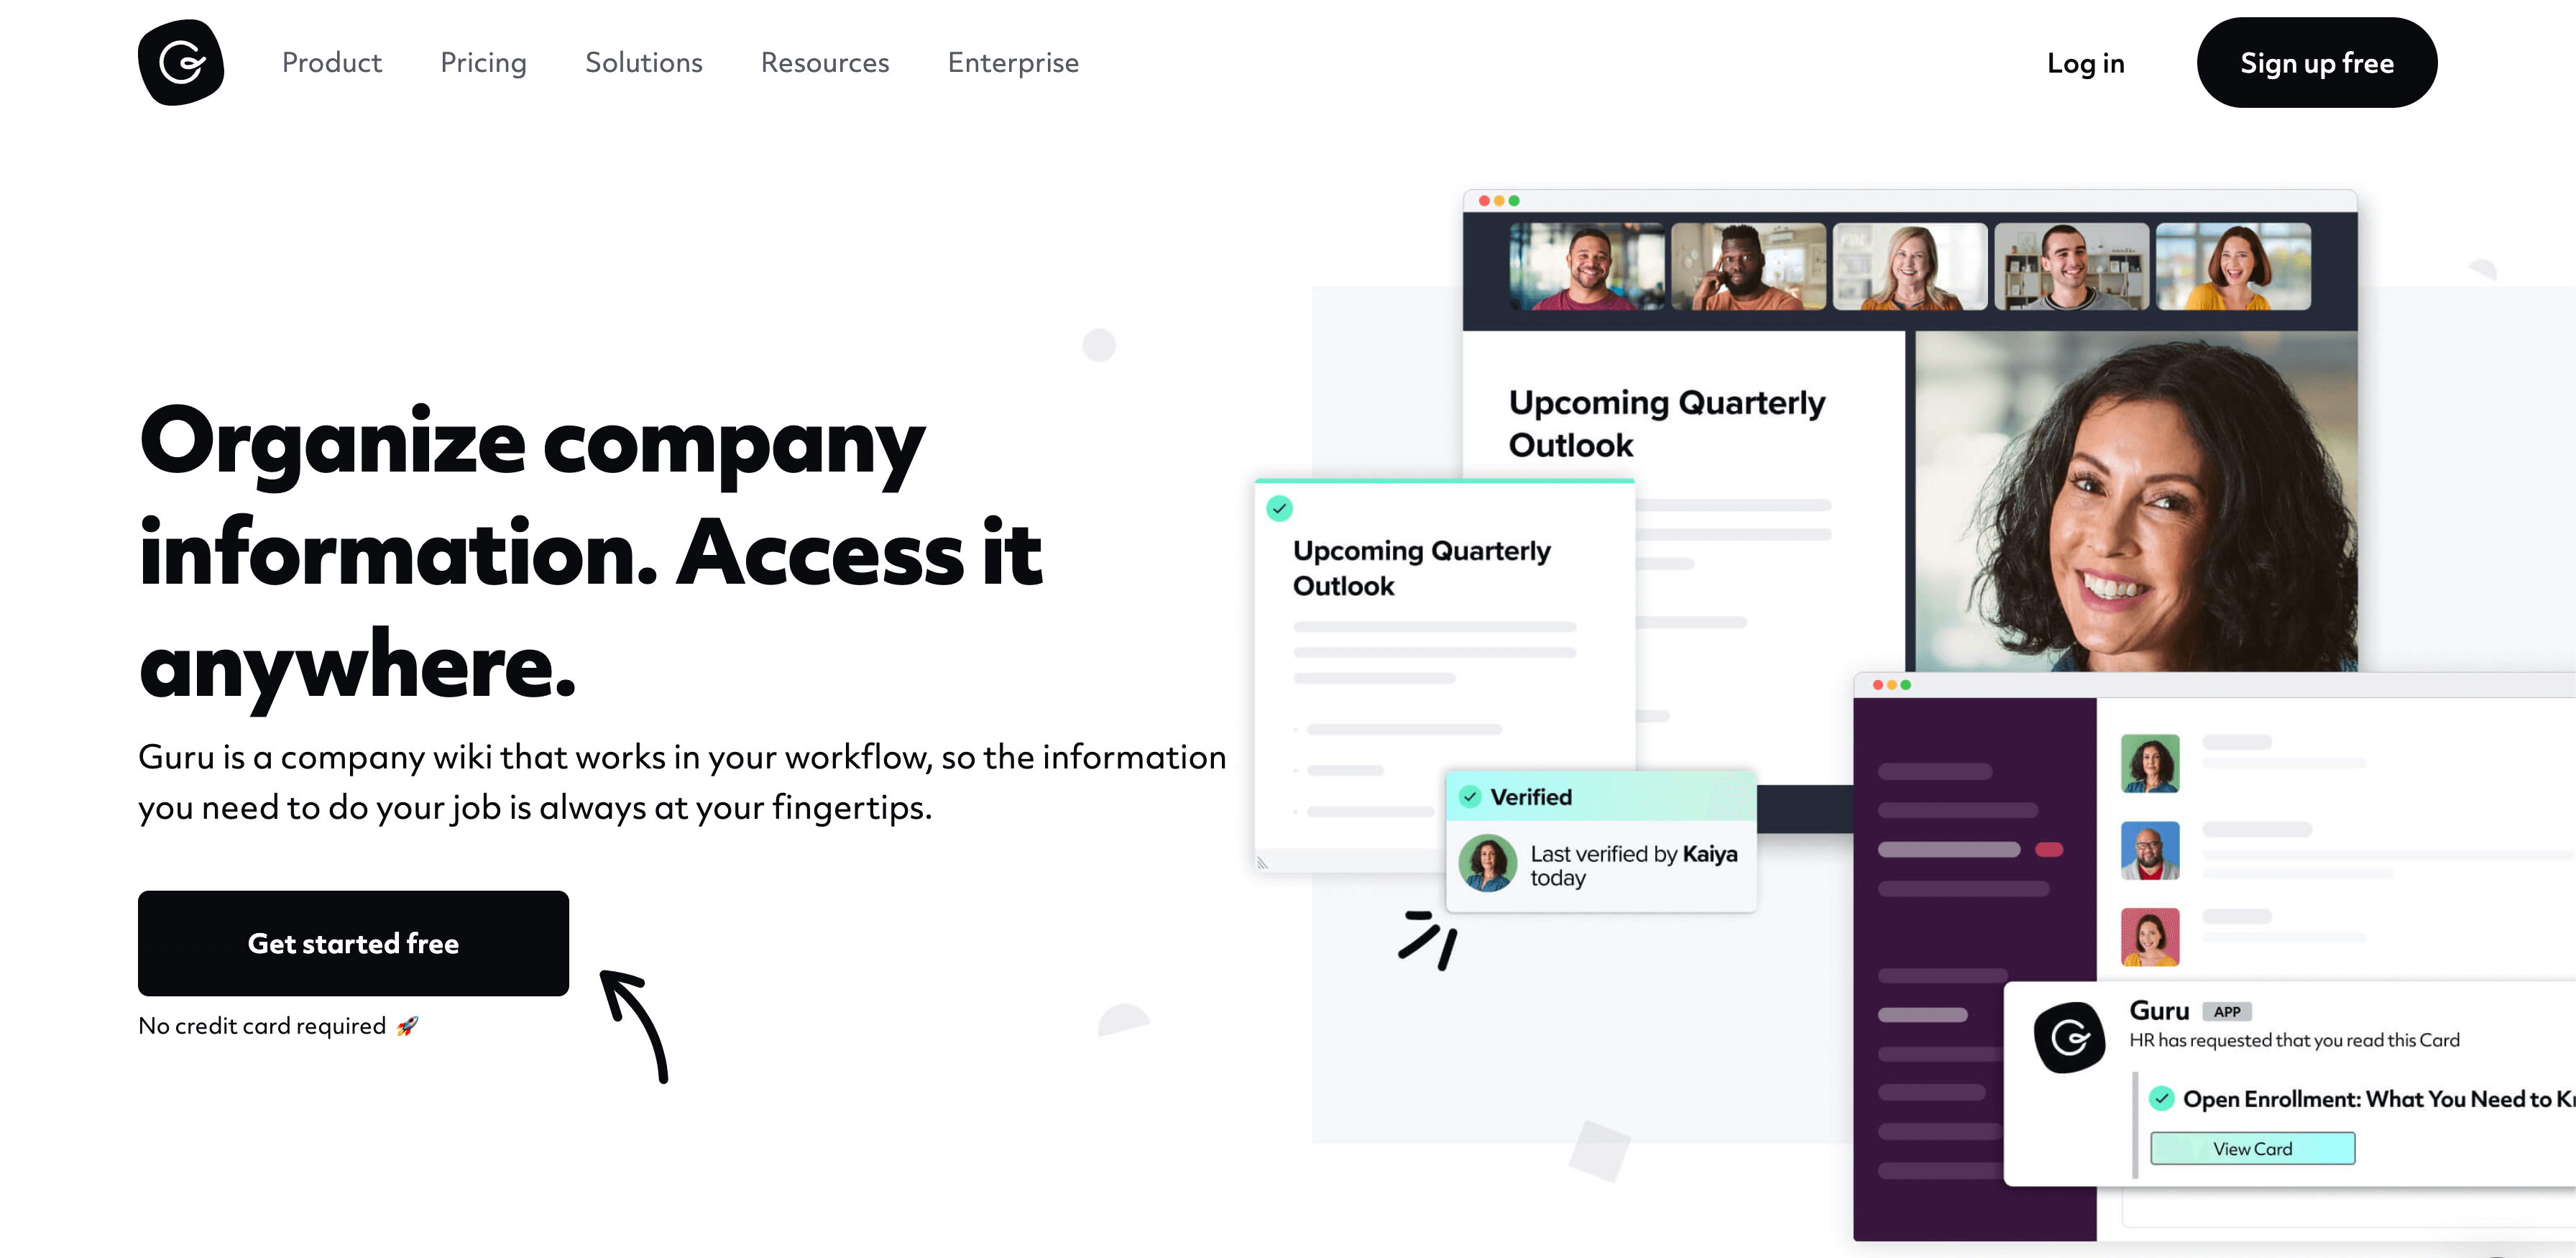 Product
Pricing
Solutions
Resources
Enterprise
Log in
Sign up free
Organize company
information. Access it
anywhere.
Guru is a company wiki that works in your workflow, so the information
you need to do your job is always at your fingertips.
Get started free
No credit card required 🚀
Upcoming Quarterly
Outlook
Upcoming Quarterly
Outlook
Verified
Last verified by Kaiya
today
Guru APP
HR has requested that you read this Card
Open Enrollment: What You Need to
View Card